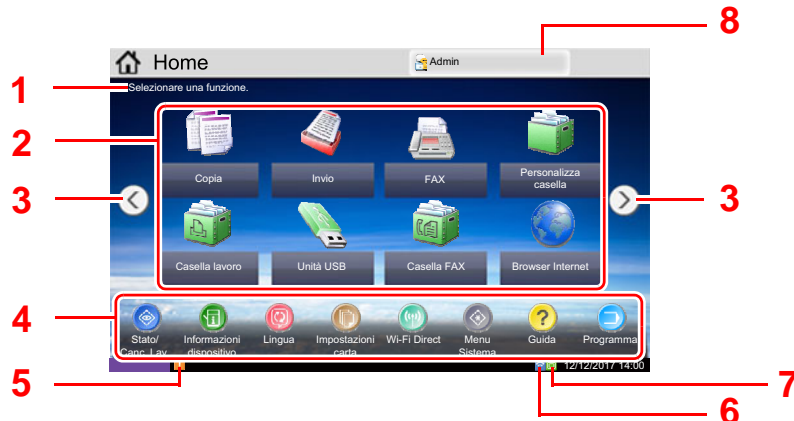 8
Home
Admin
1
Selezionare una funzione.
2
Copia
Invio
FAX
Personalizza
casella
3
3
Casella lavoro
Unità USB
Casella FAX
Browser Internet
4
Stato/
Canc. Lav.
Informazioni
dispositivo
Lingua
Impostazioni
carta
Wi-Fi Direct
Menu
Sistema
Guida
Programma
5
12/12/2017 14:00
6
7